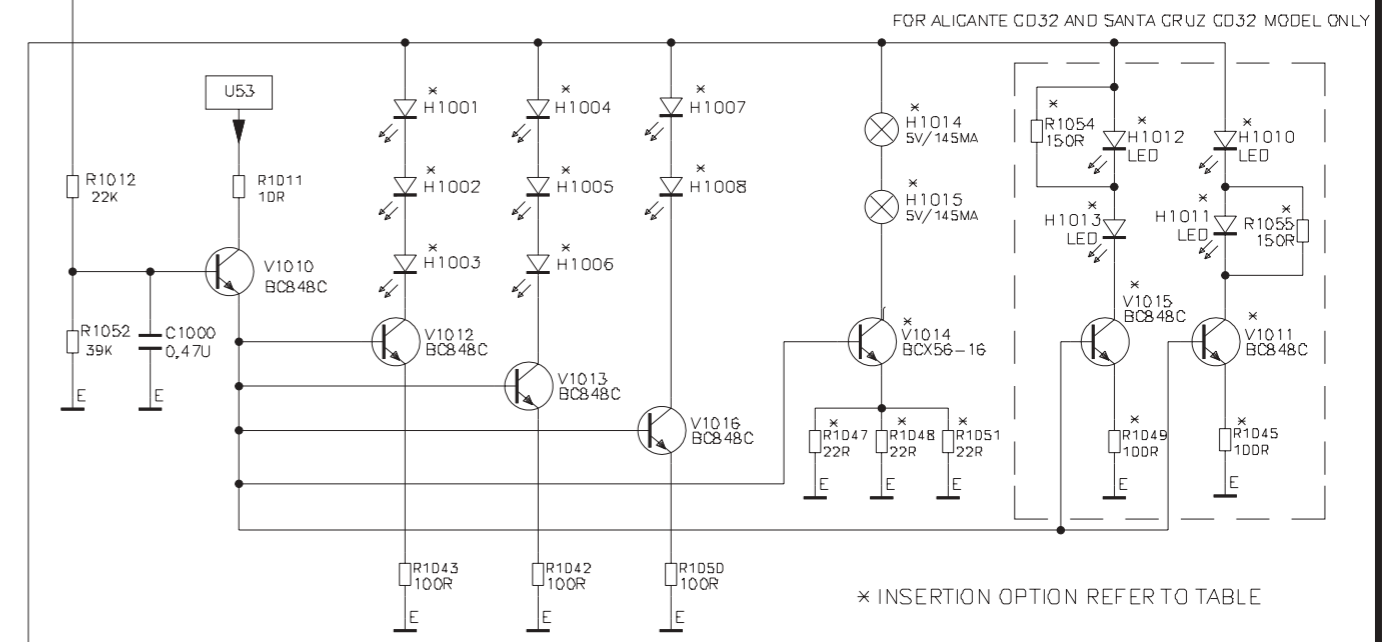 FOR ALICANTE CD32 AND SANTA CRUZ CD32 MODEL ONLY
U53
R1012
22K
R1011
10R
V1010
BC848C
R1052
39K
E
C1000
0,47U
E
* H1001
* H1002
* H1003
V1012
BC848C
R1043
100R
E
* H1004
* H1005
* H1006
V1013
BC848C
R1042
100R
E
* H1007
* H1008
V1016
BC848C
R1050
100R
E
*
H1014
5V/145MA
*
H1015
5V/145MA
*
V1014
BCX56-16
*
R1047
22R
E
*
R1048
22R
E
*
R1051
22R
E
*
R1054
150R
*
H1012
LED
*
H1013
LED
*
V1015
BC848C
*
R1049
100R
E
*
H1010
LED
*
H1011
LED
*
R1055
150R
*
V1011
BC848C
*
R1045
100R
E
* INSERTION OPTION REFER TO TABLE